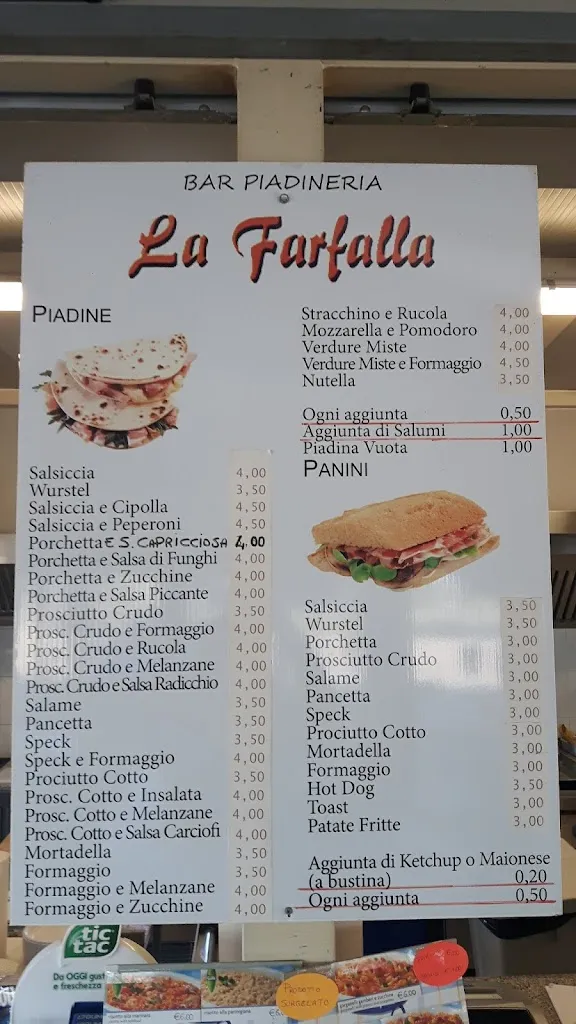 BAR PIADINERIA
La Farfalla
PIADINE
Salsiccia 4,00
Wurstel 3,50
Salsiccia e Cipolla 4,50
Salsiccia e Peperoni 4,50
Porchetta E S. CAPRICCIOSA 4.00
Porchetta e Salsa di Funghi 4,00
Porchetta e Zucchine 4,00
Porchetta e Salsa Piccante 4,00
Prosciutto Crudo 3,50
Prosc. Crudo e Formaggio 4,00
Prosc. Crudo e Rucola 4,00
Prosc. Crudo e Melanzane 4,00
Prosc. Crudo e Salsa Radicchio 4,00
Salame 3,50
Pancetta 3,50
Speck 3,50
Speck e Formaggio 4,00
Prociutto Cotto 3,50
Prosc. Cotto e Insalata 4,00
Prosc. Cotto e Melanzane 4,00
Prosc. Cotto e Salsa Carciofi 4,00
Mortadella 3,50
Formaggio 3,50
Formaggio e Melanzane 4,00
Formaggio e Zucchine 4,00
Stracchino e Rucola 4,00
Mozzarella e Pomodoro 4,00
Verdure Miste 4,00
Verdure Miste e Formaggio 4,50
Nutella 3,50
Ogni aggiunta 0,50
Aggiunta di Salumi 1,00
Piadina Vuota 1,00
PANINI
Salsiccia 3,50
Wurstel 3,50
Porchetta 3,00
Prosciutto Crudo 3,00
Salame 3,00
Pancetta 3,00
Speck 3,00
Prociutto Cotto 3,00
Mortadella 3,00
Formaggio 3,00
Hot Dog 3,50
Toast 3,00
Patate Fritte 3,00
Aggiunta di Ketchup o Maionese
(a bustina) 0,20
Ogni aggiunta 0,50
tic
tac
Da OGGI gust
e freschezza
PRODOTTO
SURGELATO
€6.00